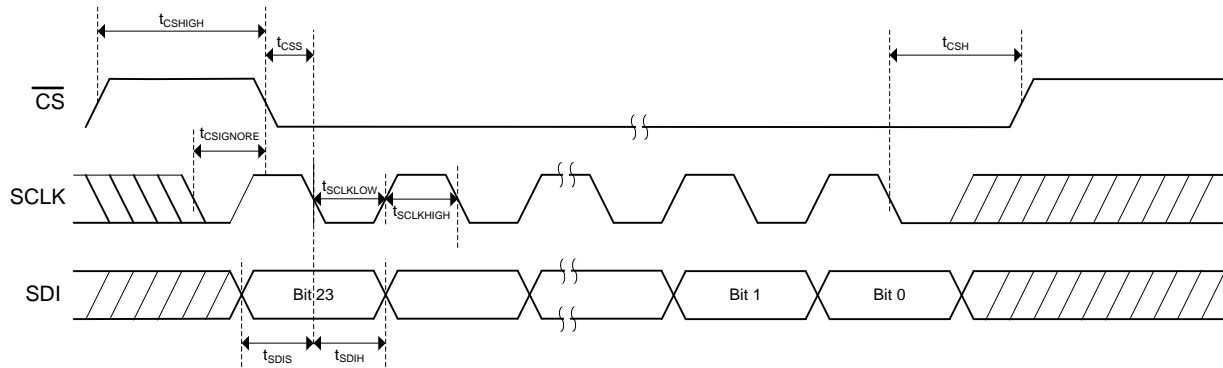 tCSHIGH
tCSS
tCSH
CS
tCSIGNORE
SCLK
tSCLKLOW
tSCLKHIGH
SDI
Bit 23
Bit 1
Bit 0
tSDIS
tSDIH